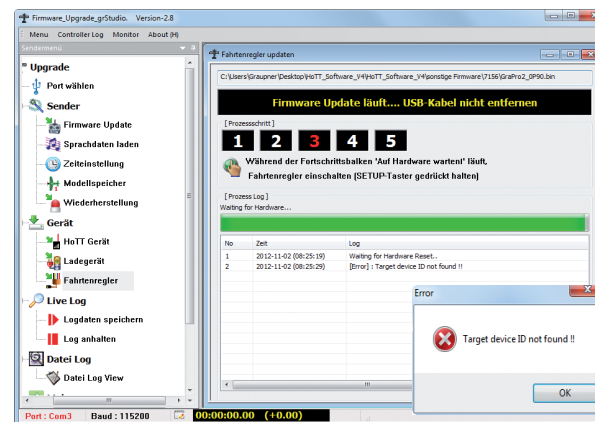 Firmware_Upgrade_grStudio. Version-2.8
Menu Controller Log Monitor About (H)
Sendermenü
Upgrade
Port wählen
Sender
Firmware Update
Sprachdaten laden
Zeiteinstellung
Modellspeicher
Wiederherstellung
Gerät
HoTT Gerät
Ladegerät
Fahrtenregler
Live Log
Logdaten speichern
Log anhalten
Datei Log
Datei Log View
Port : Com3 Baud : 115200 00:00:00.00 (+0.00)
Fahrtenregler updaten
C:\Users\Graupner\Desktop\HoTT_Software_V4\HoTT_Software_V4\sonstige Firmware\7156\GraPro2_0P90.bin
Firmware Update läuft.... USB-Kabel nicht entfernen
[ Prozessschritt ]
1 2 3 4 5
Während der Fortschrittsbalken 'Auf Hardware warten!' läuft,
Fahrtenregler einschalten (SETUP-Taster gedrückt halten)
[ Prozess Log ]
Waiting for Hardware...
No Zeit Log
1 2012-11-02 (08:25:19) Waiting for Hardware Reset..
2 2012-11-02 (08:25:29) [Error] : Target device ID not found !!
Error
Target device ID not found !!
OK